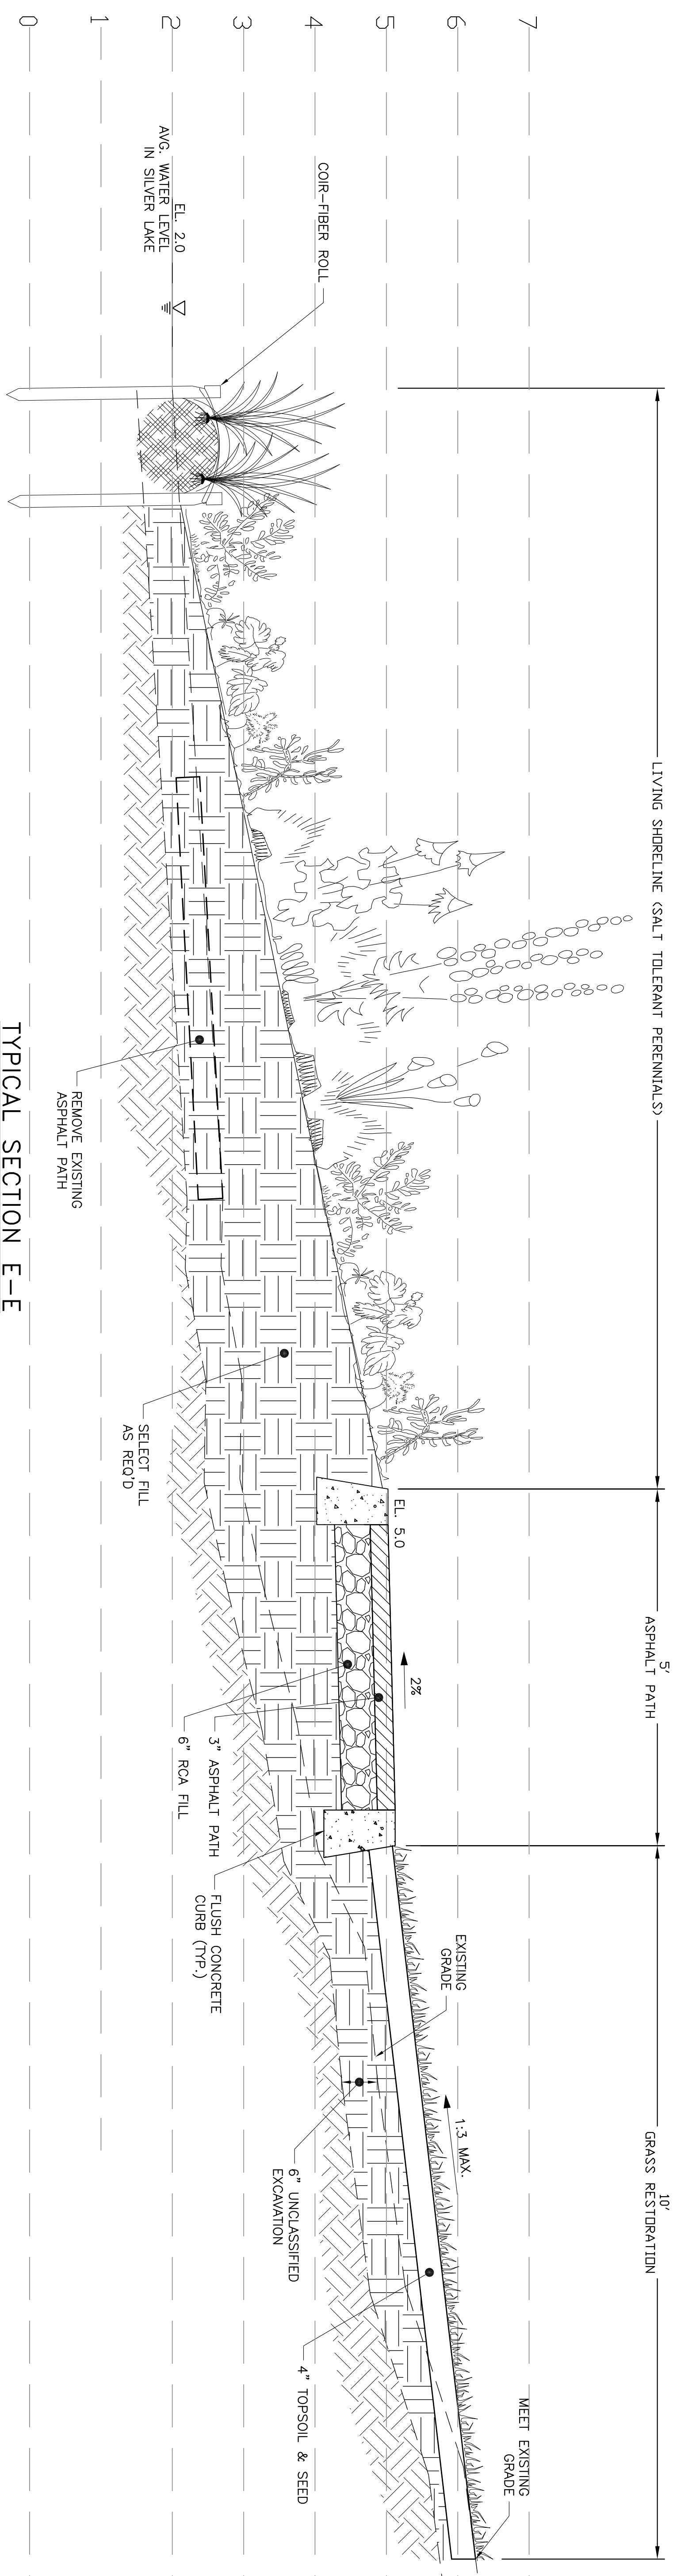 7
6
5
4
3
2
1
0
LIVING SHORELINE (SALT TOLERANT PERENNIALS)
5'
ASPHALT PATH
10'
GRASS RESTORATION
COIR-FIBER ROLL
EL. 2.0
AVG. WATER LEVEL
IN SILVER LAKE
REMOVE EXISTING
ASPHALT PATH
SELECT FILL
AS REQ'D
EL. 5.0
2%
3" ASPHALT PATH
6" RCA FILL
FLUSH CONCRETE
CURB (TYP.)
EXISTING
GRADE
1:3 MAX.
6" UNCLASSIFIED
EXCAVATION
4" TOPSOIL & SEED
MEET EXISTING
GRADE
TYPICAL SECTION E-E